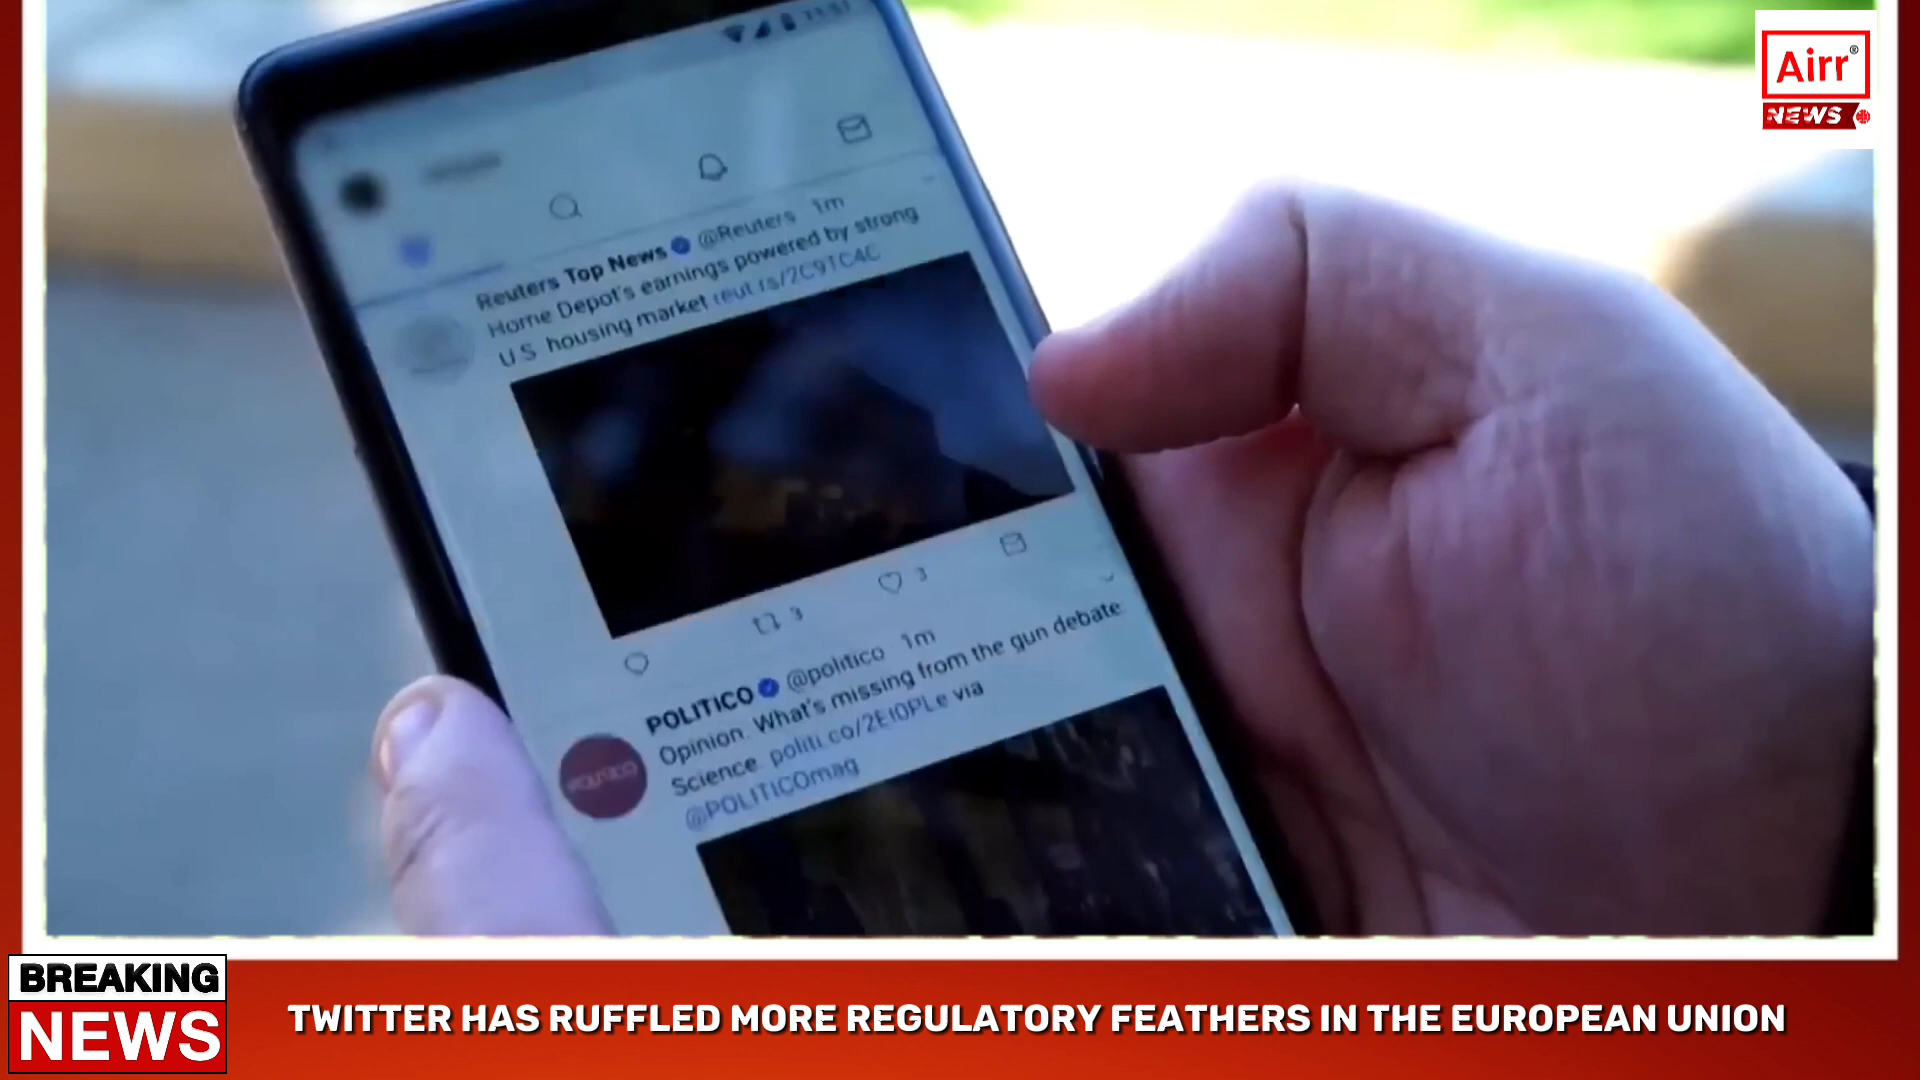 Airr®
NEWS
Reuters Top News @Reuters 1m
Home Depot's earnings powered by strong
U.S. housing market reut.rs/2C9TC4C
3
3
POLITICO @politico 1m
Opinion: What's missing from the gun debate:
Science. politi.co/2EI0PLe via
@POLITICOmag
POLITICO
BREAKING
NEWS
TWITTER HAS RUFFLED MORE REGULATORY FEATHERS IN THE EUROPEAN UNION